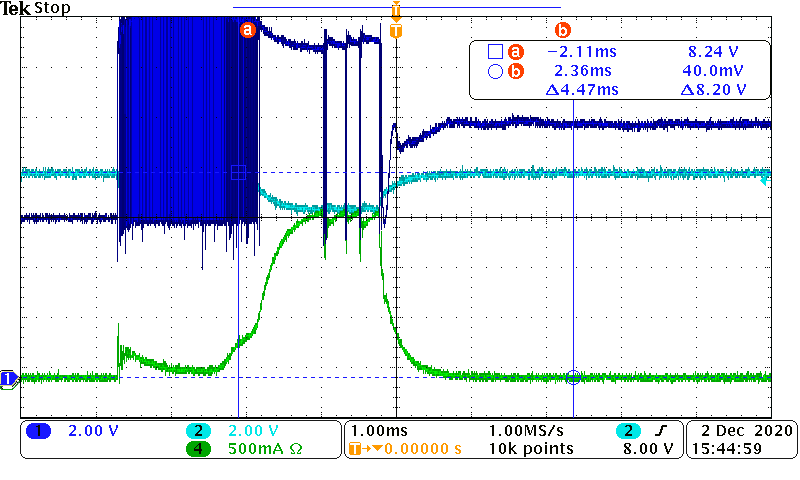 Tek Stop
T
a
b
T
a −2.11ms 8.24 V
b 2.36ms 40.0mV
Δ4.47ms Δ8.20 V
1
1 2.00 V 2 2.00 V
4 500mA Ω
1.00ms 1.00MS/s
T→▼0.00000 s 10k points
2 ʃ
8.00 V
2 Dec 2020
15:44:59